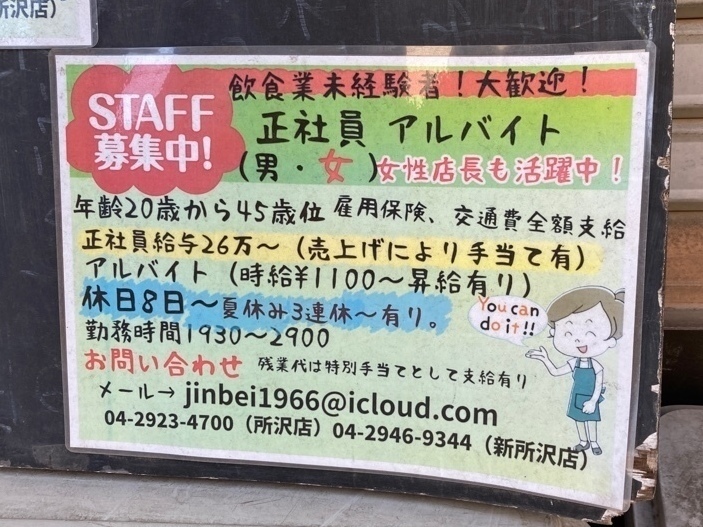 所沢店）
STAFF
募集中!
飲食業未経験者！大歓迎！
正社員 アルバイト
(男・女 )女性店長も活躍中！
年齢20歳から45歳位 雇用保険、交通費全額支給
正社員給与26万〜（売上げにより手当て有）
アルバイト（時給¥1100〜昇給有り）
休日8日〜夏休み3連休〜有り。
You can
do it!!
勤務時間1930〜2900
お問い合わせ 残業代は特別手当てとして支給有り
メール→ jinbei1966@icloud.com
04-2923-4700（所沢店）04-2946-9344（新所沢店）